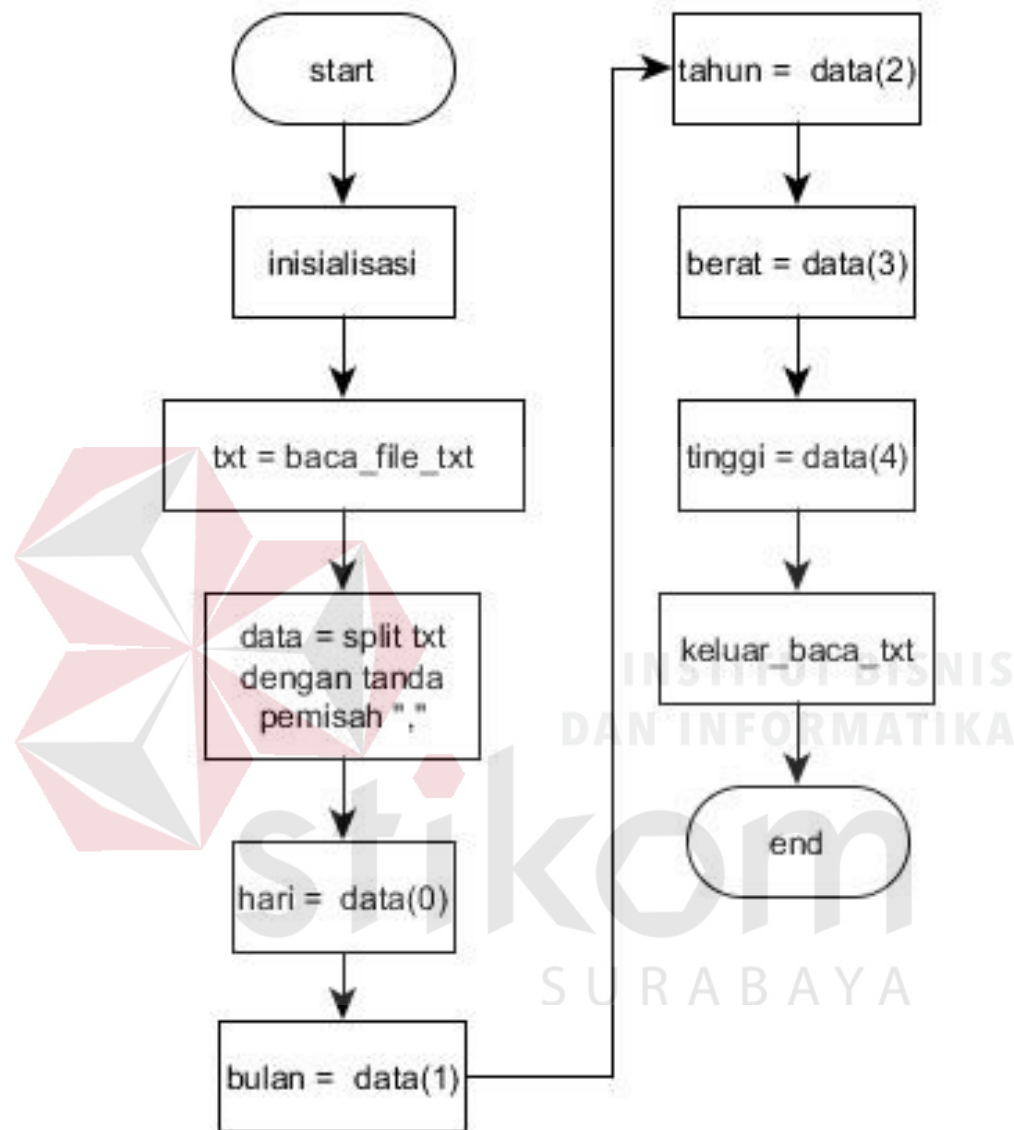 start
inisialisasi
txt = baca_file_txt
data = split txt
dengan tanda
pemisah ","
hari = data(0)
bulan = data(1)
tahun = data(2)
berat = data(3)
tinggi = data(4)
keluar_baca_txt
end
INSTITUT BISNIS
DAN INFORMATIKA
stikom
SURABAYA